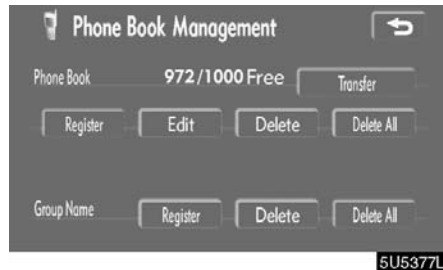 Phone Book Management
Phone Book 972/1000 Free Transfer
Register Edit Delete Delete All
Group Name Register Delete Delete All
5U5377L